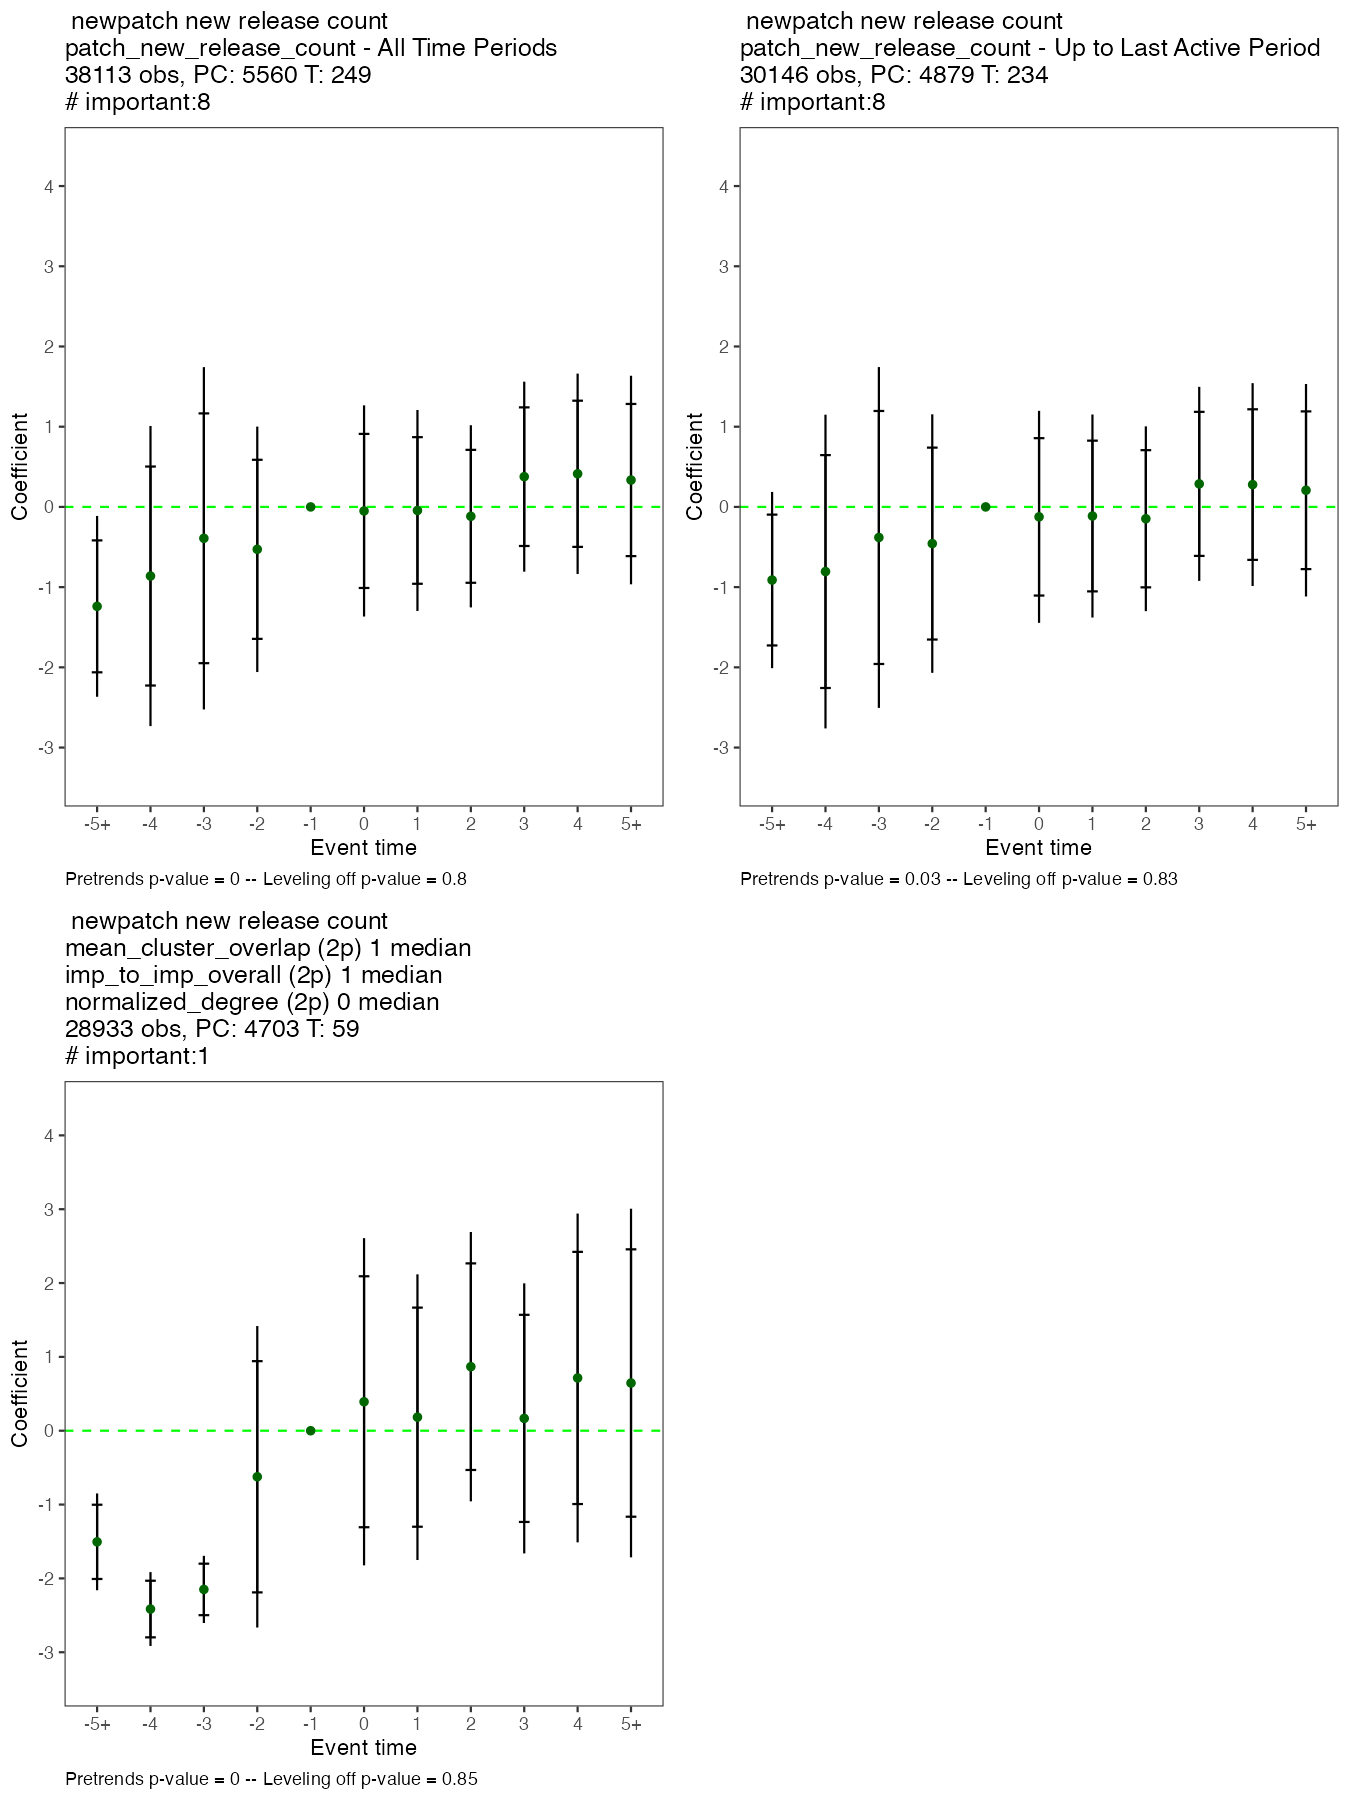 newpatch new release count
patch_new_release_count - All Time Periods
38113 obs, PC: 5560 T: 249
# important:8
4
3
2
1
0
-1
-2
-3
Coefficient
-5+ -4 -3 -2 -1 0 1 2 3 4 5+
Event time
Pretrends p-value = 0 -- Leveling off p-value = 0.8
newpatch new release count
patch_new_release_count - Up to Last Active Period
30146 obs, PC: 4879 T: 234
# important:8
4
3
2
1
0
-1
-2
-3
Coefficient
-5+ -4 -3 -2 -1 0 1 2 3 4 5+
Event time
Pretrends p-value = 0.03 -- Leveling off p-value = 0.83
newpatch new release count
mean_cluster_overlap (2p) 1 median
imp_to_imp_overall (2p) 1 median
normalized_degree (2p) 0 median
28933 obs, PC: 4703 T: 59
# important:1
4
3
2
1
0
-1
-2
-3
Coefficient
-5+ -4 -3 -2 -1 0 1 2 3 4 5+
Event time
Pretrends p-value = 0 -- Leveling off p-value = 0.85